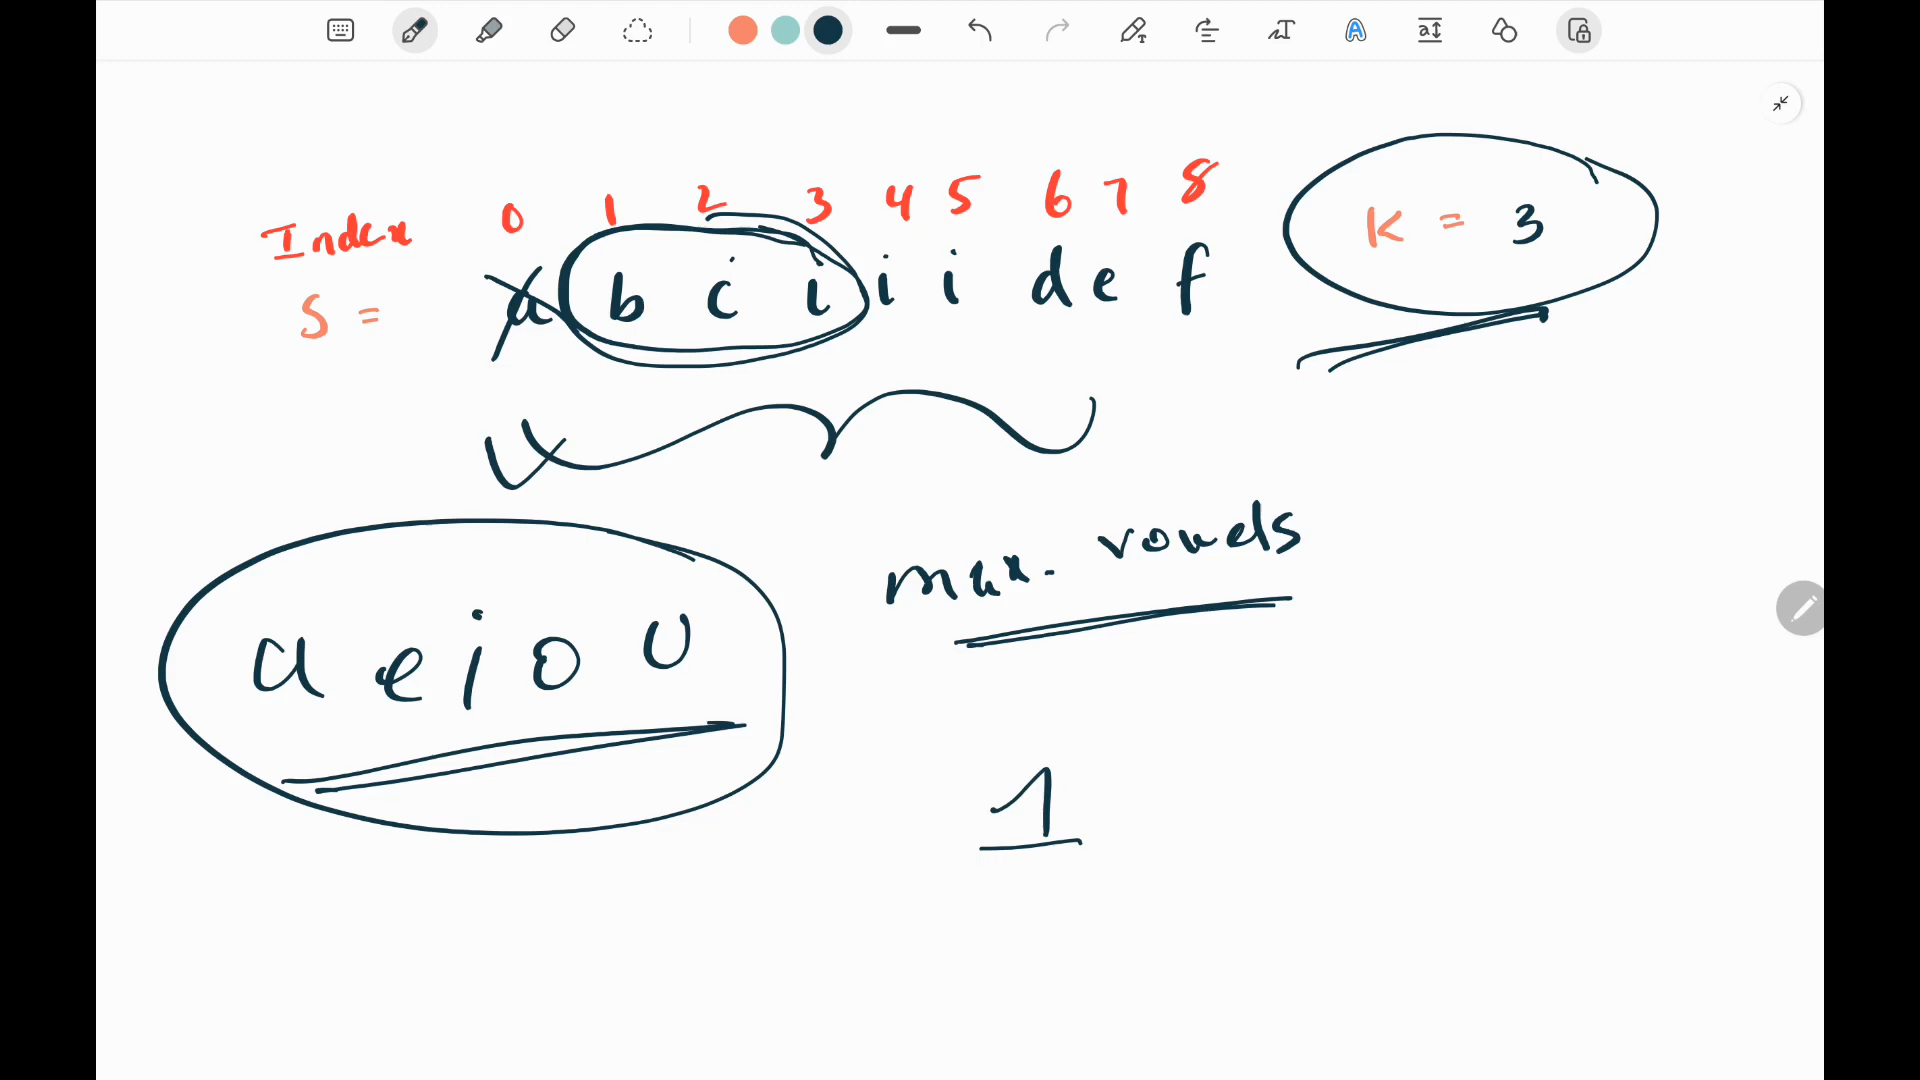 Index 0 1 2 3 4 5 6 7 8
S = a b c i i i d e f
K = 3
max. vowels
a e i o u
1